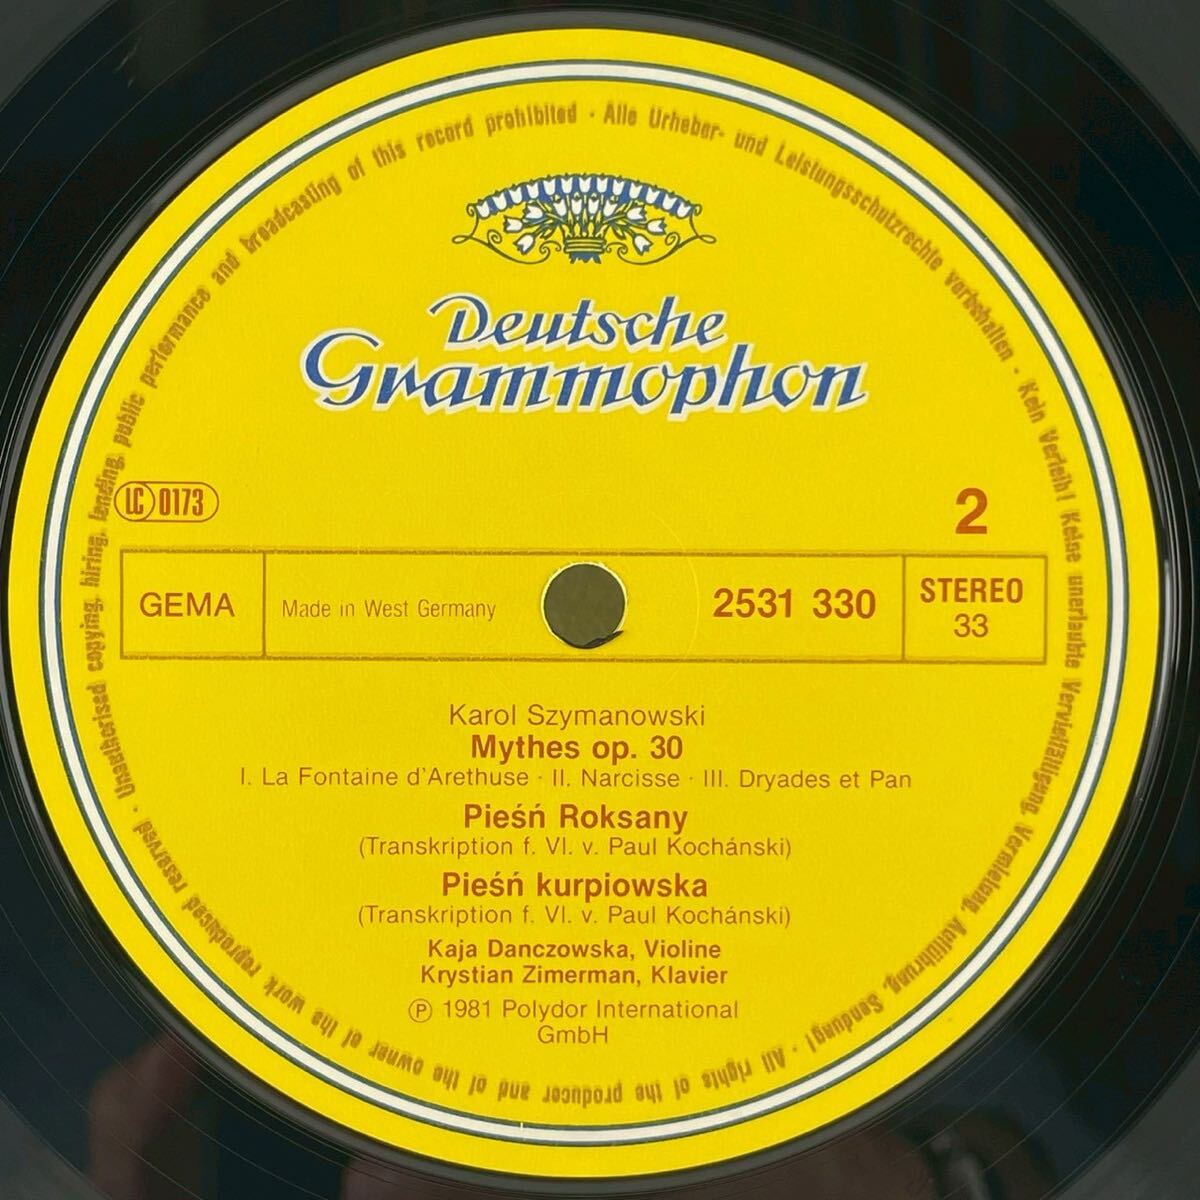 Deutsche
Grammophon
LC 0173
2
GEMA
Made in West Germany
2531 330
STEREO
33
Karol Szymanowski
Mythes op. 30
I. La Fontaine d'Arethuse · II. Narcisse · III. Dryades et Pan
Pieśń Roksany
(Transkription f. Vl. v. Paul Kochánski)
Pieśń kurpiowska
(Transkription f. Vl. v. Paul Kochánski)
Kaja Danczowska, Violine
Krystian Zimerman, Klavier
Ⓟ 1981 Polydor International
GmbH
Alle Urheber- und Leistungsschutzrechte vorbehalten · Kein Verleih! Keine unerlaubte Vervielfältigung, Vermietung, Aufführung, Sendung! · All rights of the producer and of the owner of the work reproduced reserved · Unauthorised copying, hiring, lending, public performance and broadcasting of this record prohibited ·